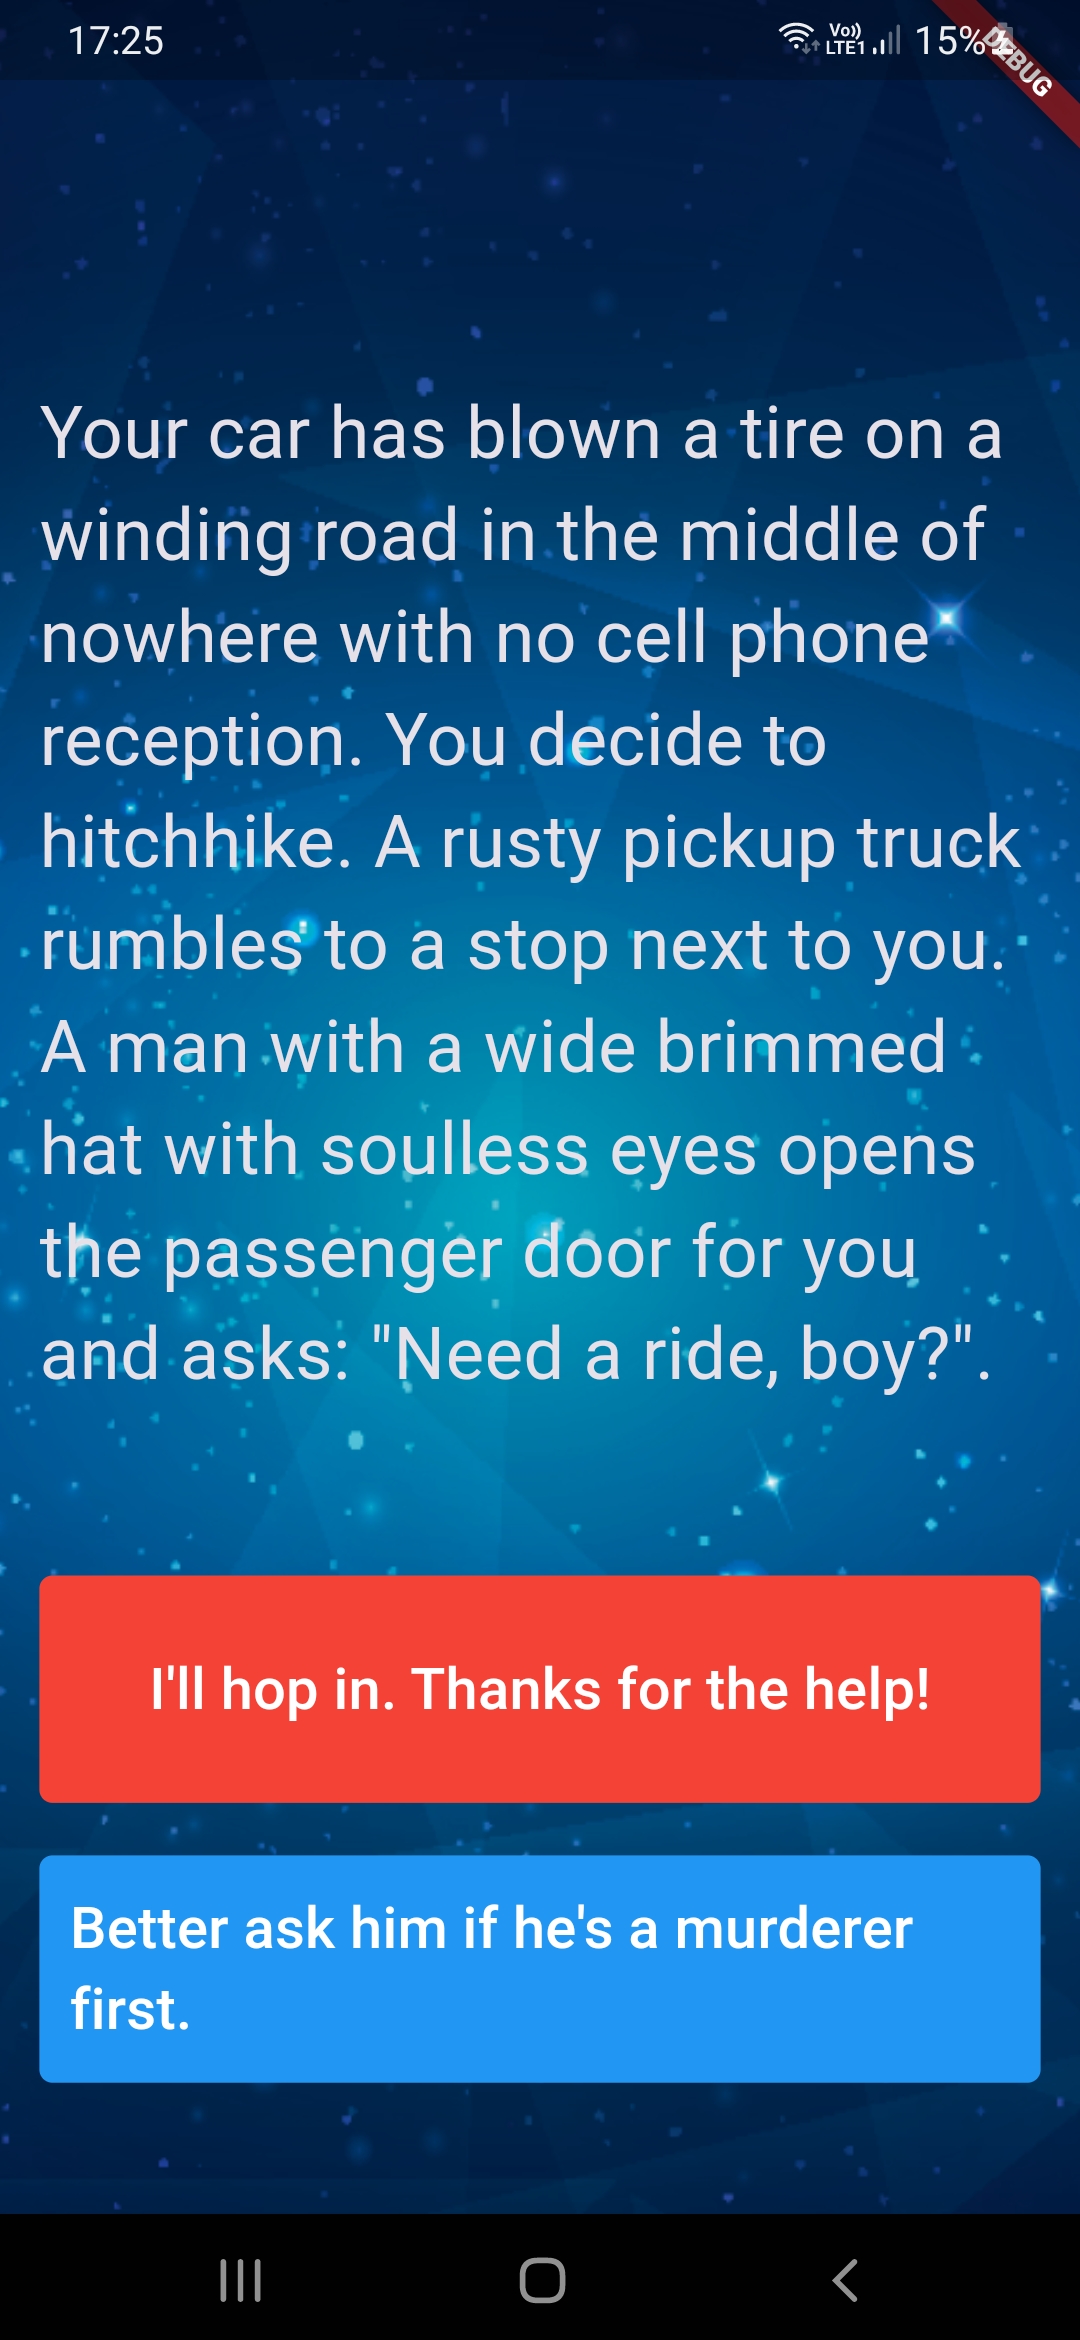 17:25
Vo))
LTE1
15%
DEBUG
Your car has blown a tire on a
winding road in the middle of
nowhere with no cell phone
reception. You decide to
hitchhike. A rusty pickup truck
rumbles to a stop next to you.
A man with a wide brimmed
hat with soulless eyes opens
the passenger door for you
and asks: "Need a ride, boy?".
I'll hop in. Thanks for the help!
Better ask him if he's a murderer
first.